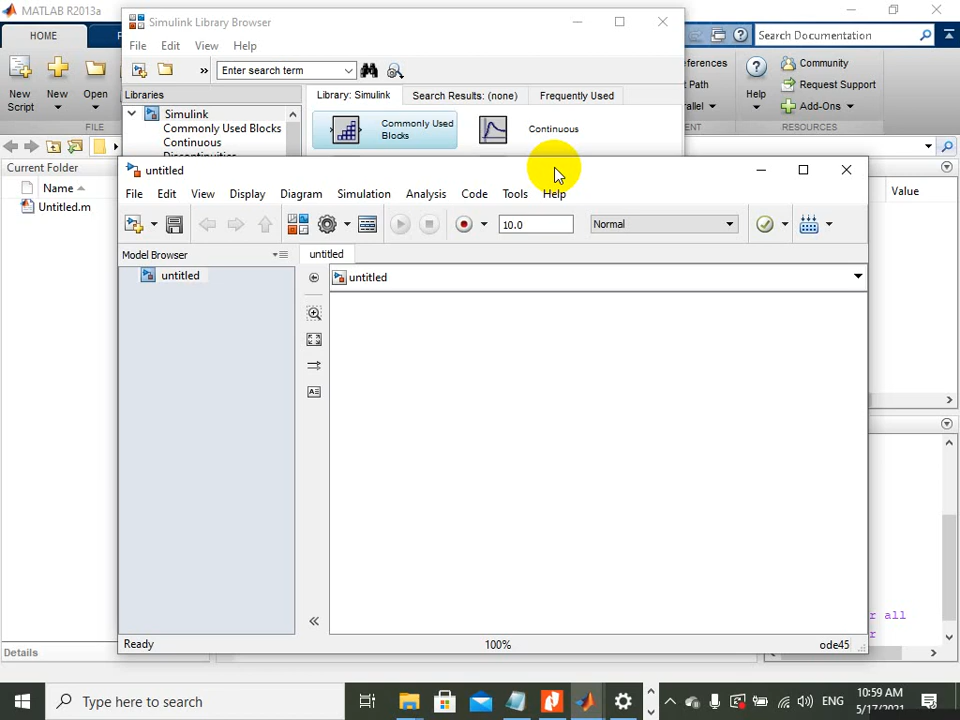 MATLAB R2013a
HOME
New
Script
New
Open
FILE
Simulink Library Browser
File Edit View Help
» Enter search term
Libraries
Library: Simulink Search Results: (none) Frequently Used
Simulink
Commonly Used Blocks
Continuous
Commonly Used
Blocks
Continuous
Search Documentation
Help
Community
Request Support
Add-Ons
RESOURCES
Current Folder
Name
Untitled.m
Value
untitled
File Edit View Display Diagram Simulation Analysis Code Tools Help
10.0 Normal
Model Browser
untitled
untitled
untitled
Ready 100% ode45
r all
r
Details
Type here to search
ENG
10:59 AM
5/17/2021